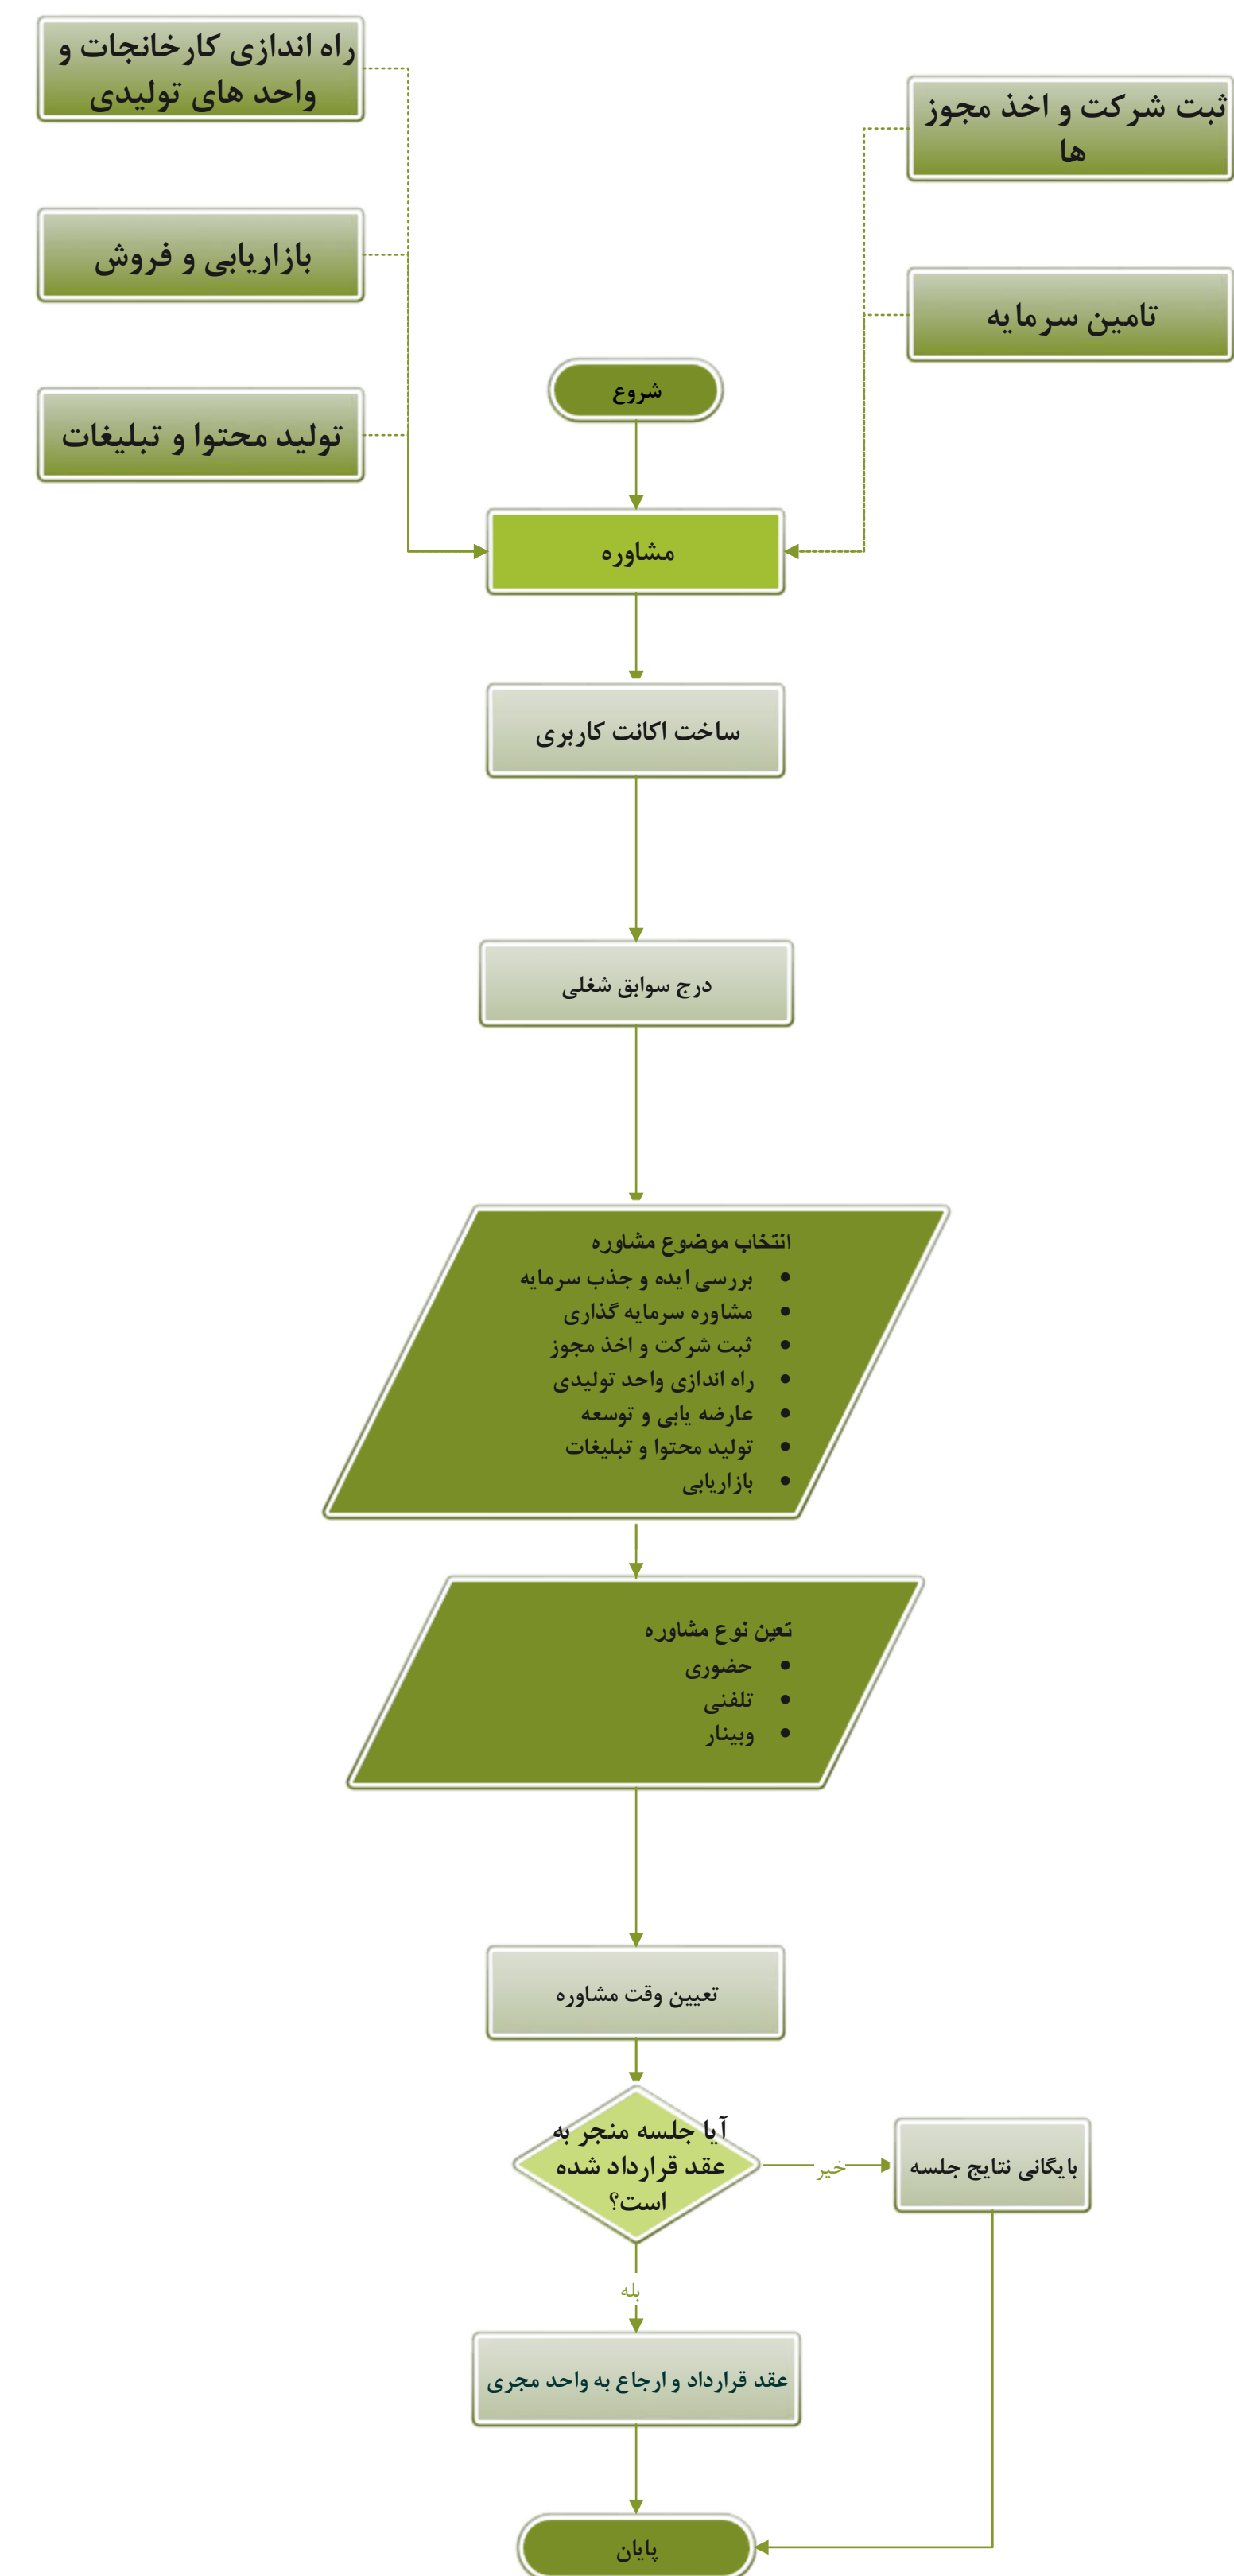 راه اندازی کارخانجات و
واحد های تولیدی
ثبت شرکت و اخذ مجوز
ها
بازاریابی و فروش
تامین سرمایه
شروع
تولید محتوا و تبلیغات
مشاوره
ساخت اکانت کاربری
درج سوابق شغلی
انتخاب موضوع مشاوره
• بررسی ایده و جذب سرمایه
• مشاوره سرمایه گذاری
• ثبت شرکت و اخذ مجوز
• راه اندازی واحد تولیدی
• عارضه یابی و توسعه
• تولید محتوا و تبلیغات
• بازاریابی
تعین نوع مشاوره
• حضوری
• تلفنی
• وبینار
تعیین وقت مشاوره
آیا جلسه منجر به
عقد قرارداد شده
است؟
خیر
بایگانی نتایج جلسه
بله
عقد قرارداد و ارجاع به واحد مجری
پایان